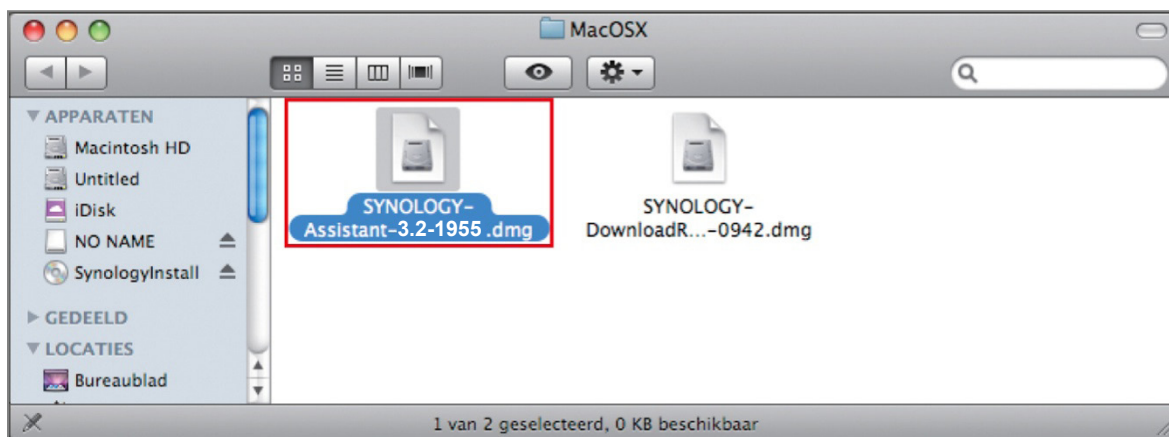 MacOSX
APPARATEN
Macintosh HD
Untitled
iDisk
NO NAME
SynologyInstall
GEDEELD
LOCATIES
Bureaublad
SYNOLOGY-
Assistant-3.2-1955 .dmg
SYNOLOGY-
DownloadR...-0942.dmg
1 van 2 geselecteerd, 0 KB beschikbaar